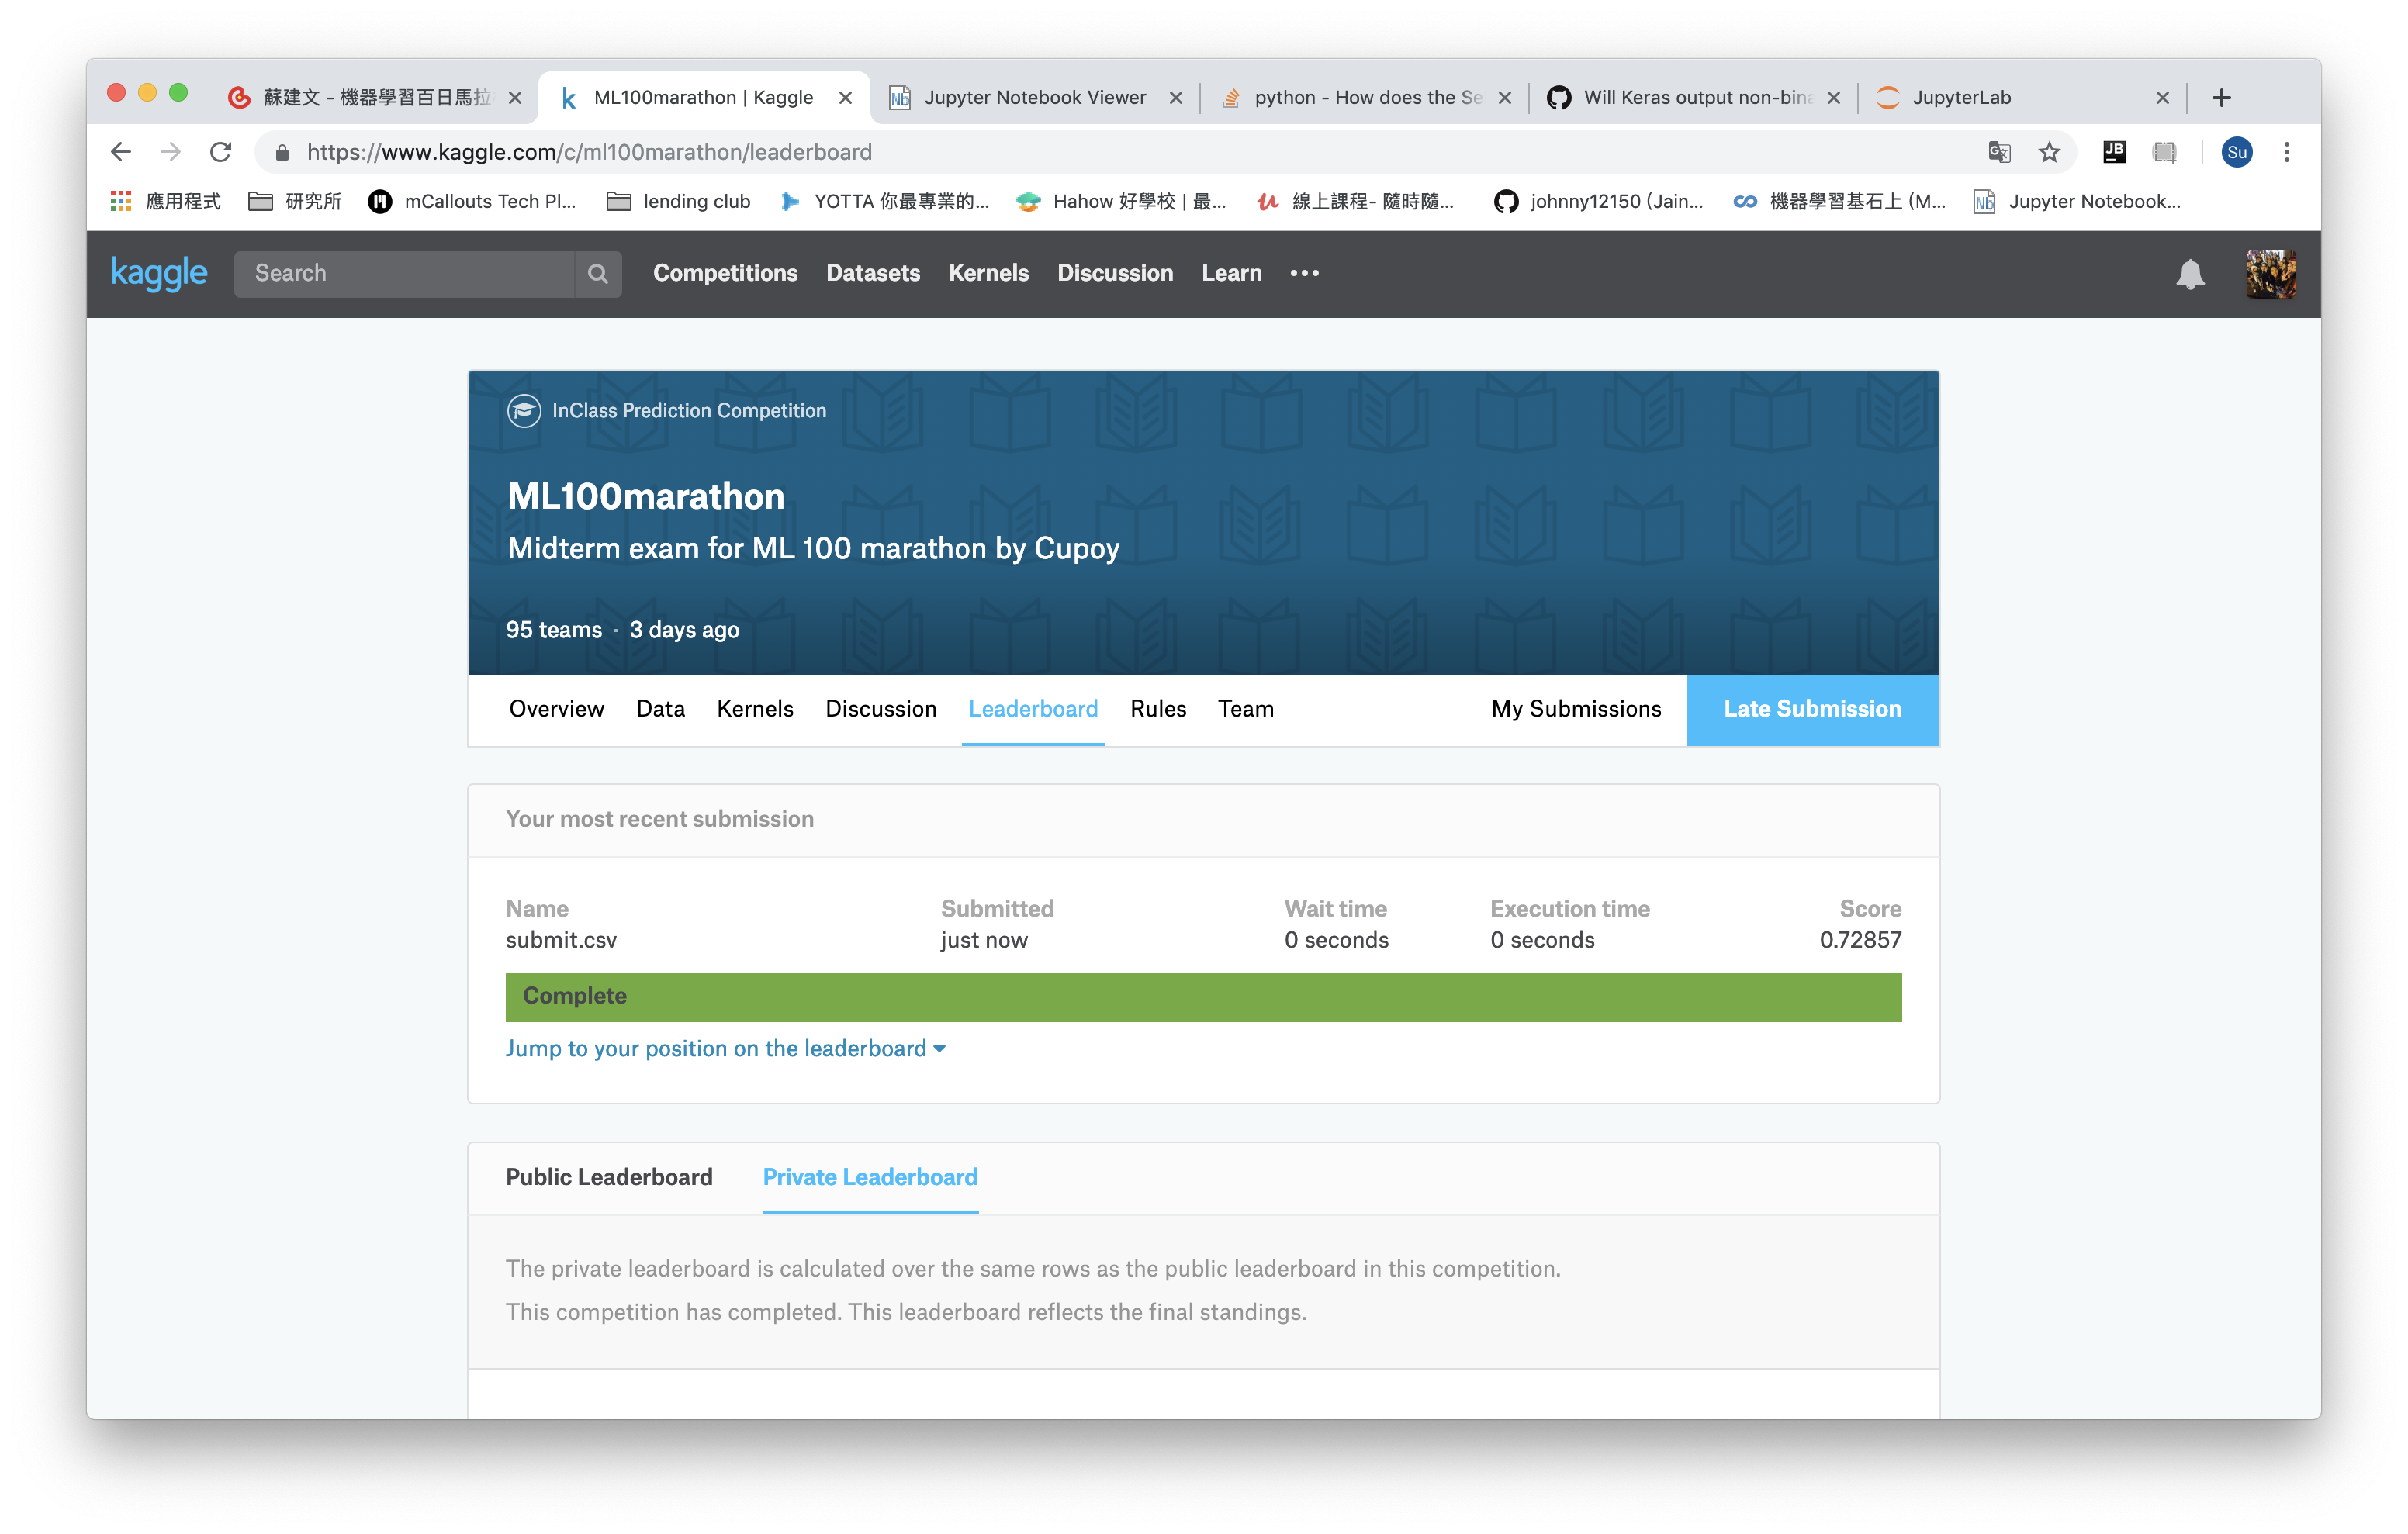 蘇建文 - 機器學習百日馬拉
ML100marathon | Kaggle
Jupyter Notebook Viewer
python - How does the Se
Will Keras output non-bina
JupyterLab
https://www.kaggle.com/c/ml100marathon/leaderboard
JB
Su
應用程式
研究所
mCallouts Tech Pl...
lending club
YOTTA 你最專業的...
Hahow 好學校 | 最...
線上課程- 隨時隨...
johnny12150 (Jain...
機器學習基石上 (M...
Jupyter Notebook...
kaggle
Search
Competitions
Datasets
Kernels
Discussion
Learn
InClass Prediction Competition
ML100marathon
Midterm exam for ML 100 marathon by Cupoy
95 teams · 3 days ago
Overview
Data
Kernels
Discussion
Leaderboard
Rules
Team
My Submissions
Late Submission
Your most recent submission
Name
Submitted
Wait time
Execution time
Score
submit.csv
just now
0 seconds
0 seconds
0.72857
Complete
Jump to your position on the leaderboard
Public Leaderboard
Private Leaderboard
The private leaderboard is calculated over the same rows as the public leaderboard in this competition.
This competition has completed. This leaderboard reflects the final standings.